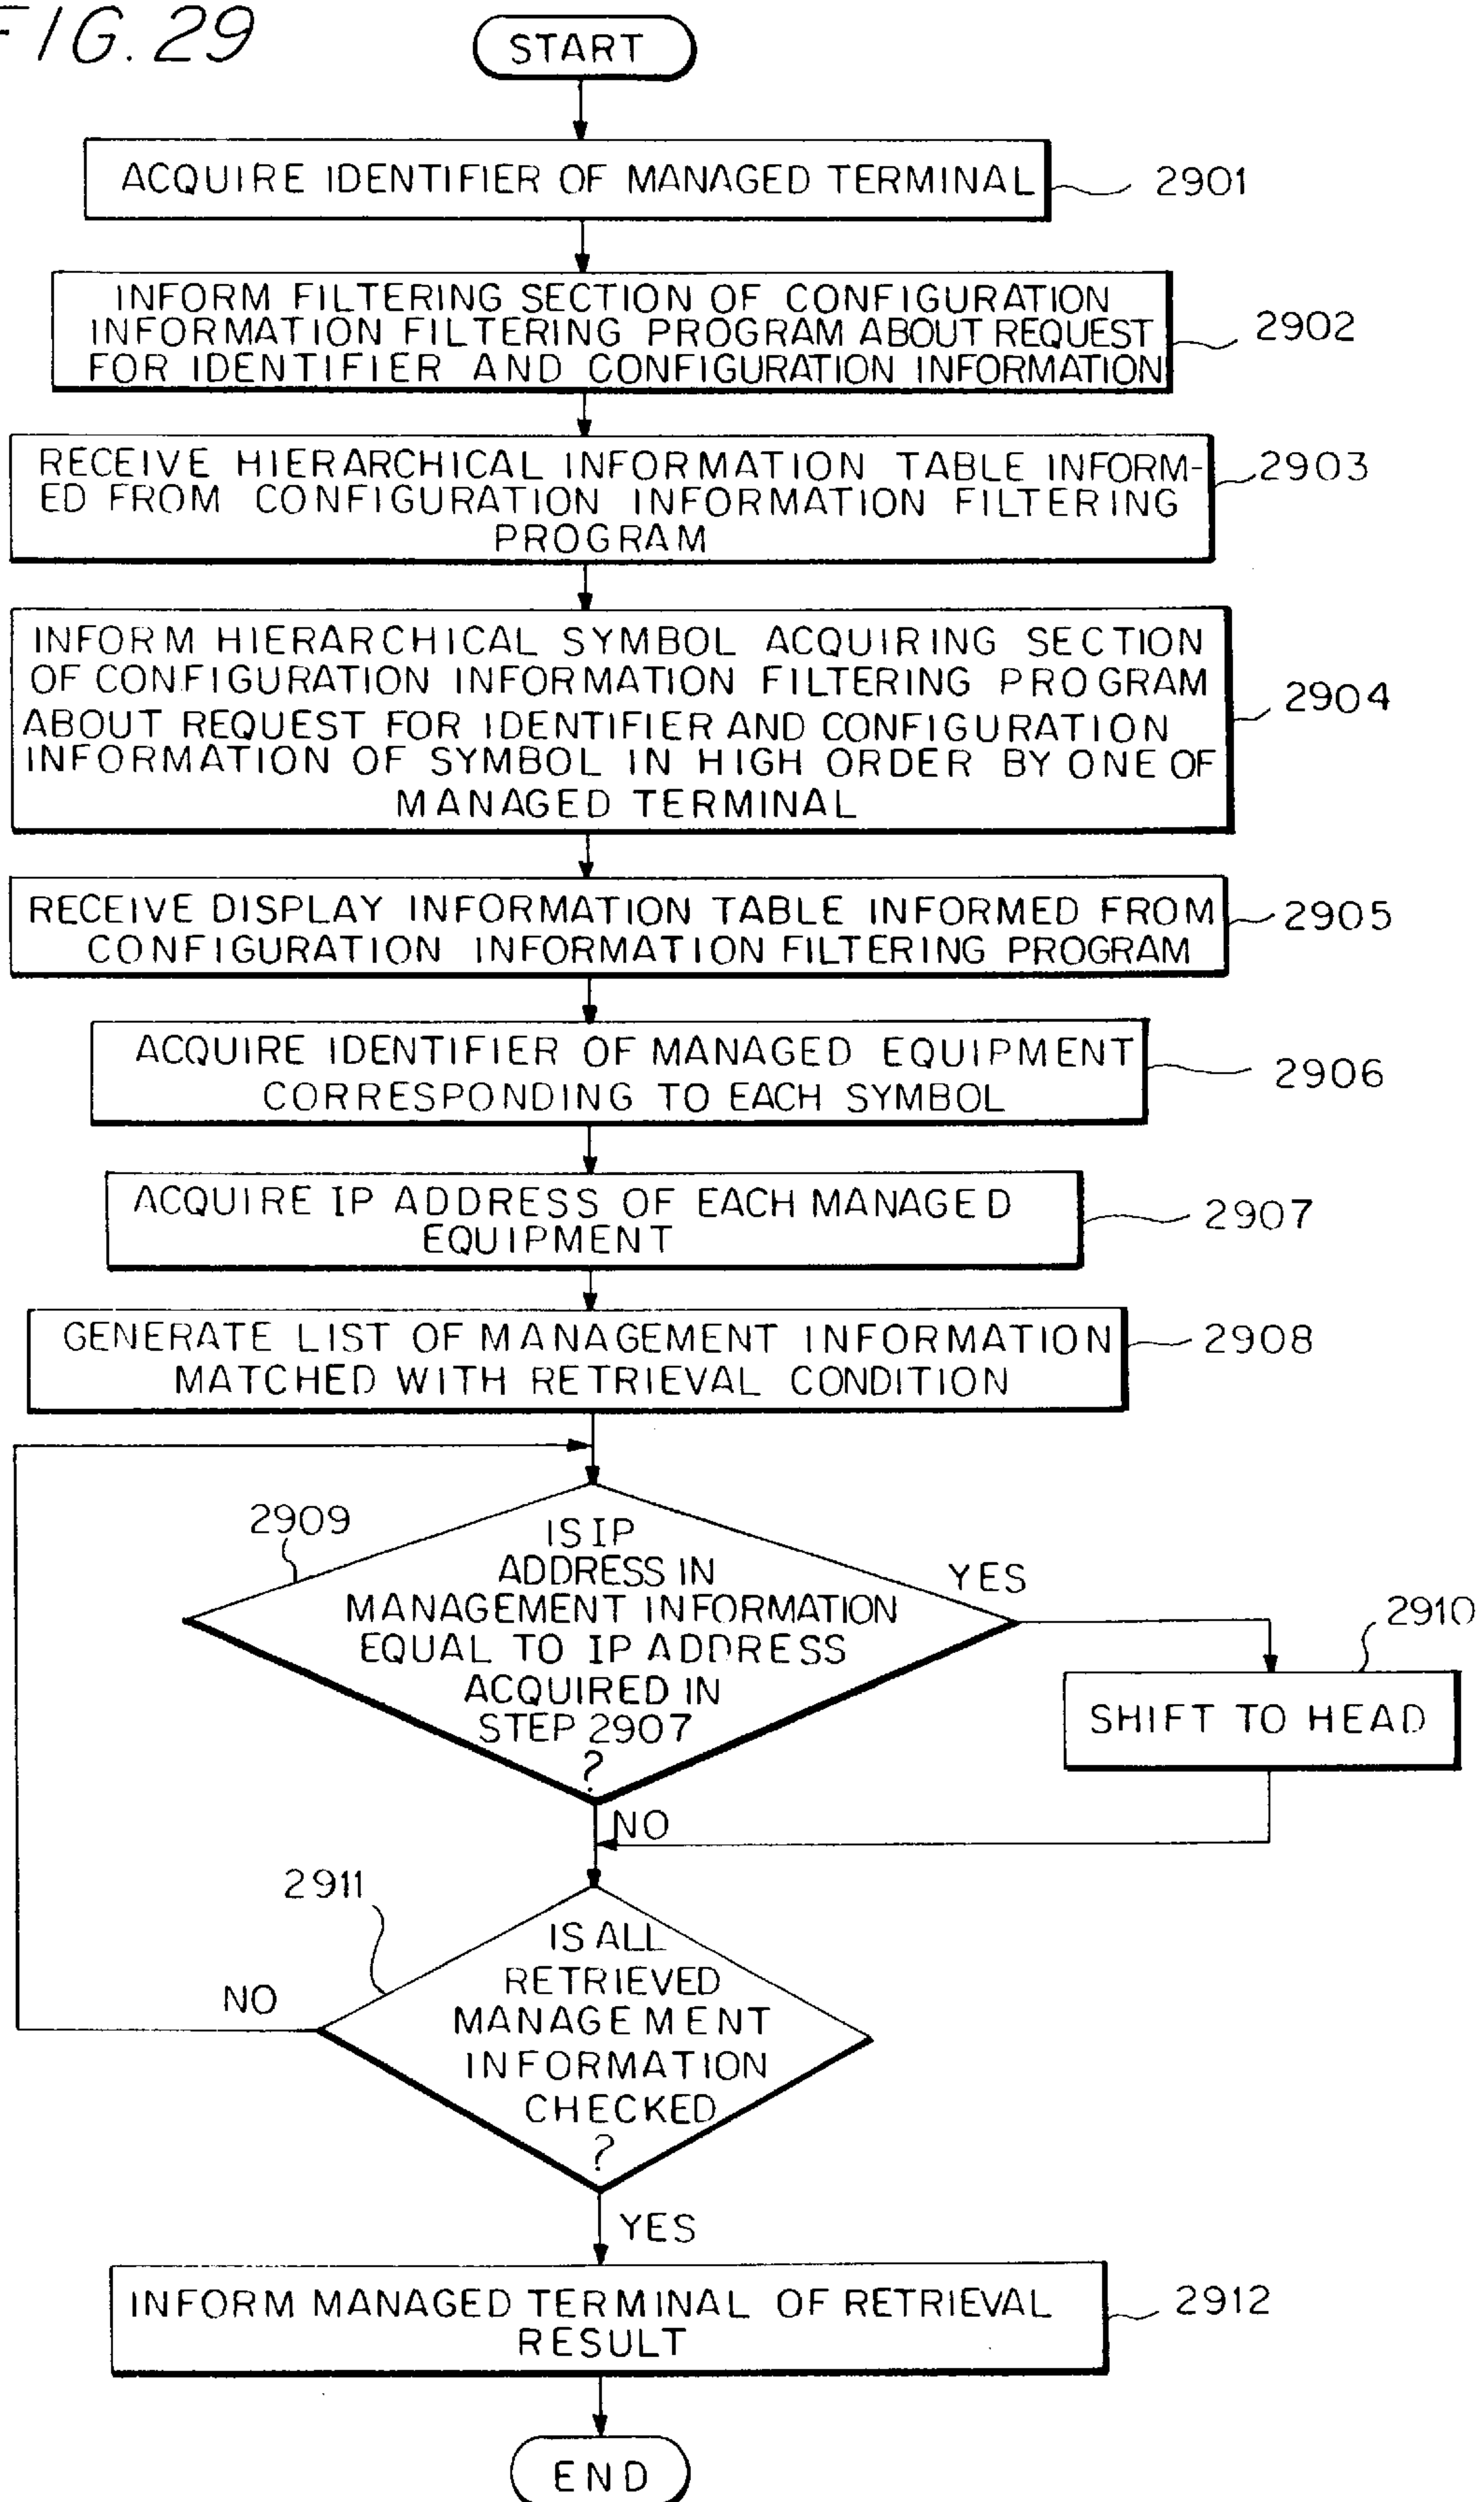 FIG. 29
START
ACQUIRE IDENTIFIER OF MANAGED TERMINAL
2901
INFORM FILTERING SECTION OF CONFIGURATION
INFORMATION FILTERING PROGRAM ABOUT REQUEST
FOR IDENTIFIER AND CONFIGURATION INFORMATION
2902
RECEIVE HIERARCHICAL INFORMATION TABLE INFORM-
ED FROM CONFIGURATION INFORMATION FILTERING
PROGRAM
2903
INFORM HIERARCHICAL SYMBOL ACQUIRING SECTION
OF CONFIGURATION INFORMATION FILTERING PROGRAM
ABOUT REQUEST FOR IDENTIFIER AND CONFIGURATION
INFORMATION OF SYMBOL IN HIGH ORDER BY ONE OF
MANAGED TERMINAL
2904
RECEIVE DISPLAY INFORMATION TABLE INFORMED FROM
CONFIGURATION INFORMATION FILTERING PROGRAM
2905
ACQUIRE IDENTIFIER OF MANAGED EQUIPMENT
CORRESPONDING TO EACH SYMBOL
2906
ACQUIRE IP ADDRESS OF EACH MANAGED
EQUIPMENT
2907
GENERATE LIST OF MANAGEMENT INFORMATION
MATCHED WITH RETRIEVAL CONDITION
2908
2909
IS IP
ADDRESS IN
MANAGEMENT INFORMATION
EQUAL TO IP ADDRESS
ACQUIRED IN
STEP 2907
?
YES
2910
SHIFT TO HEAD
NO
2911
IS ALL
RETRIEVED
MANAGEMENT
INFORMATION
CHECKED
?
NO
YES
INFORM MANAGED TERMINAL OF RETRIEVAL
RESULT
2912
END